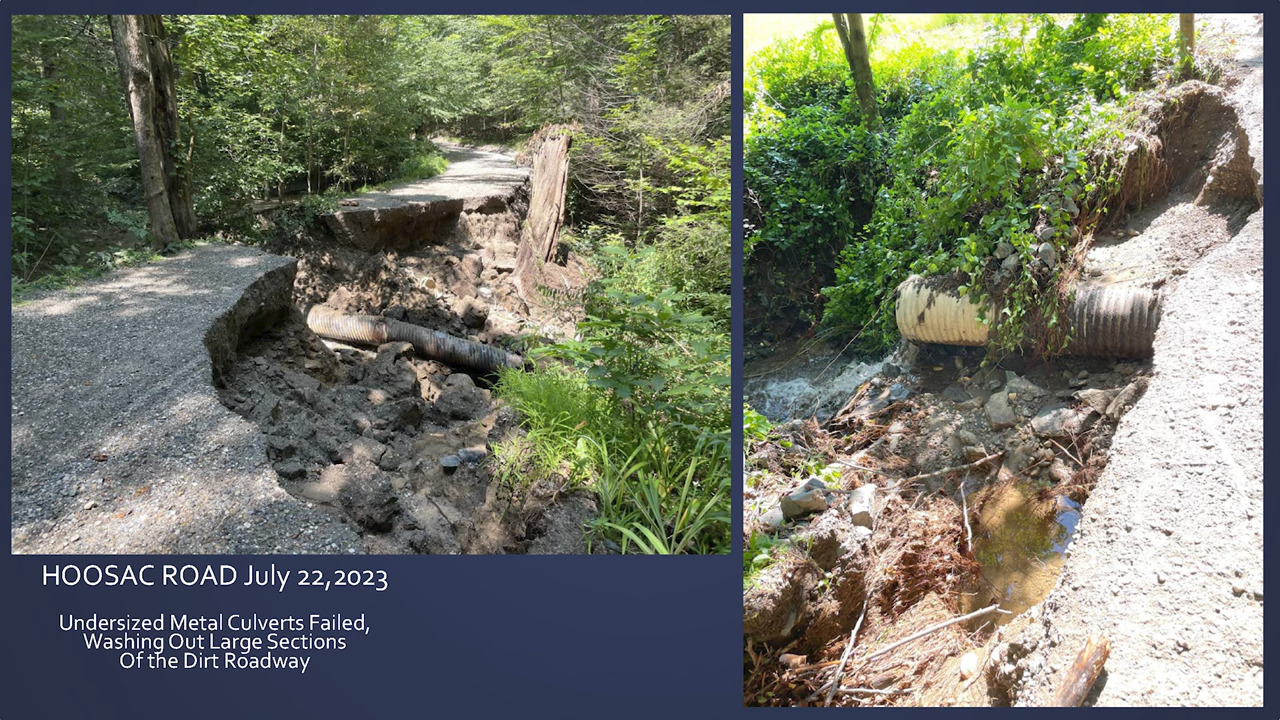 HOOSAC ROAD July 22,2023
Undersized Metal Culverts Failed,
Washing Out Large Sections
Of the Dirt Roadway